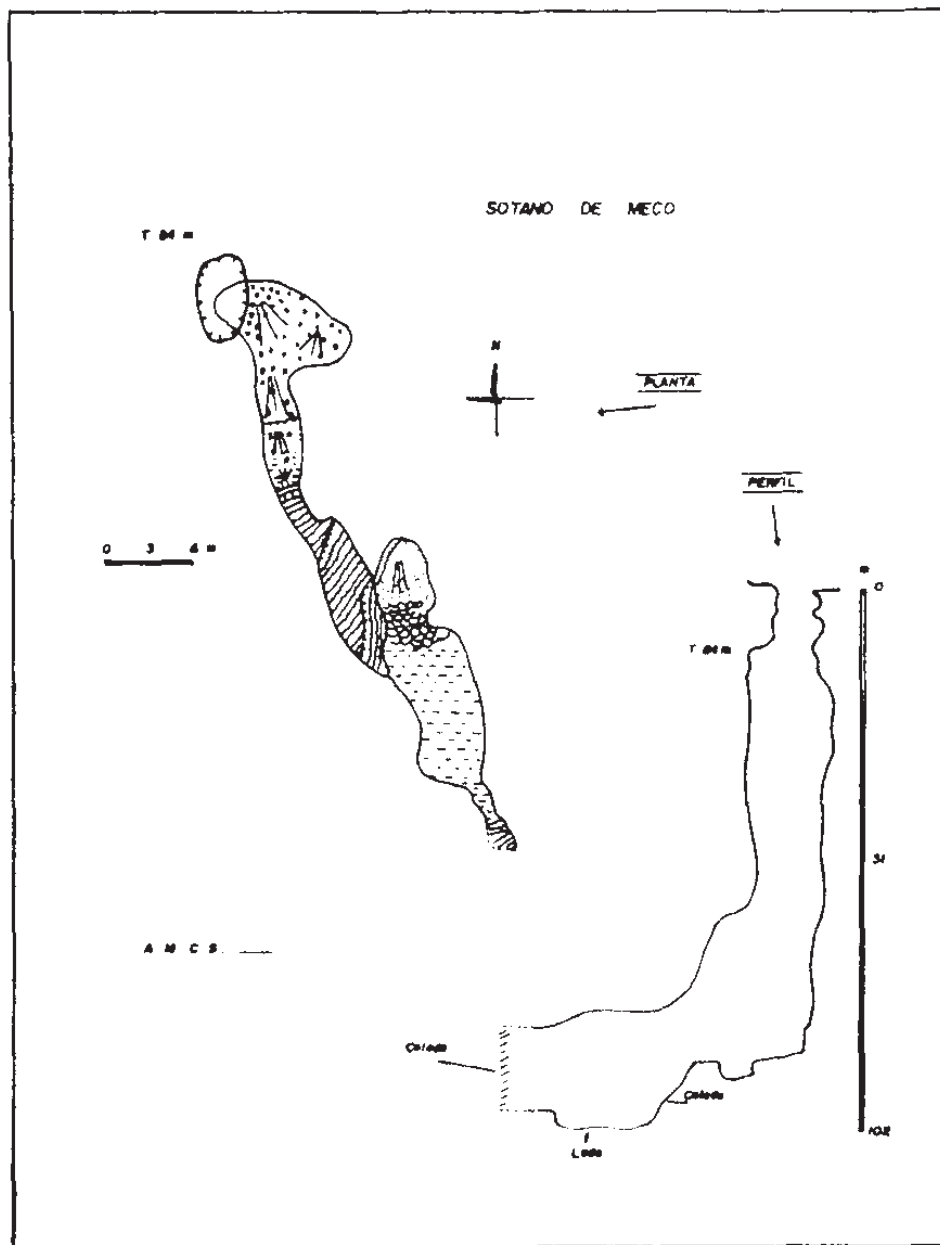 SOTANO DE MECO
T 84 m
N
PLANTA
PERFIL
0 3 6 m
m
0
T 84 m
51
A M C S
Colada
Colada
Lodo
102